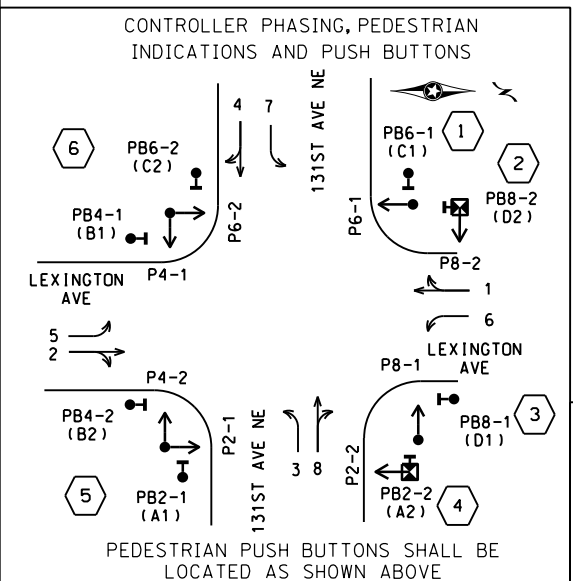 CONTROLLER PHASING, PEDESTRIAN
INDICATIONS AND PUSH BUTTONS
6
PB6-2
(C2)
4 7
131ST AVE NE
PB6-1
(C1)
1
2
PB8-2
(D2)
PB4-1
(B1)
P6-2
P6-1
P4-1
P8-2
LEXINGTON
AVE
1
6
5
2
LEXINGTON
AVE
P4-2
P8-1
PB4-2
(B2)
P2-1
131ST AVE NE
3 8
P2-2
PB8-1
(D1)
3
5
PB2-1
(A1)
PB2-2
(A2)
4
PEDESTRIAN PUSH BUTTONS SHALL BE
LOCATED AS SHOWN ABOVE